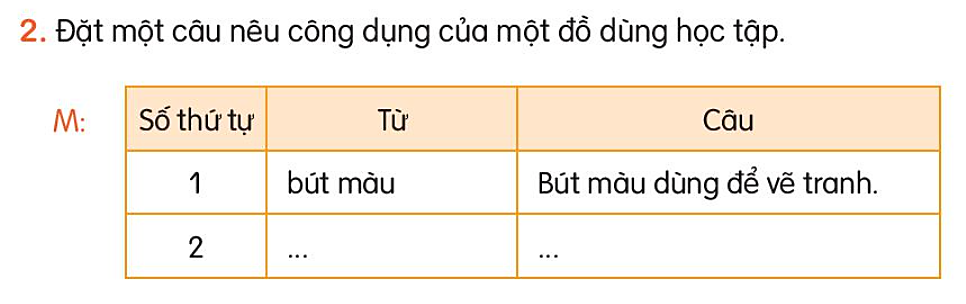 2. Đặt một câu nêu công dụng của một đồ dùng học tập.
M: Số thứ tự Từ Câu
1 bút màu Bút màu dùng để vẽ tranh.
2 ... ...